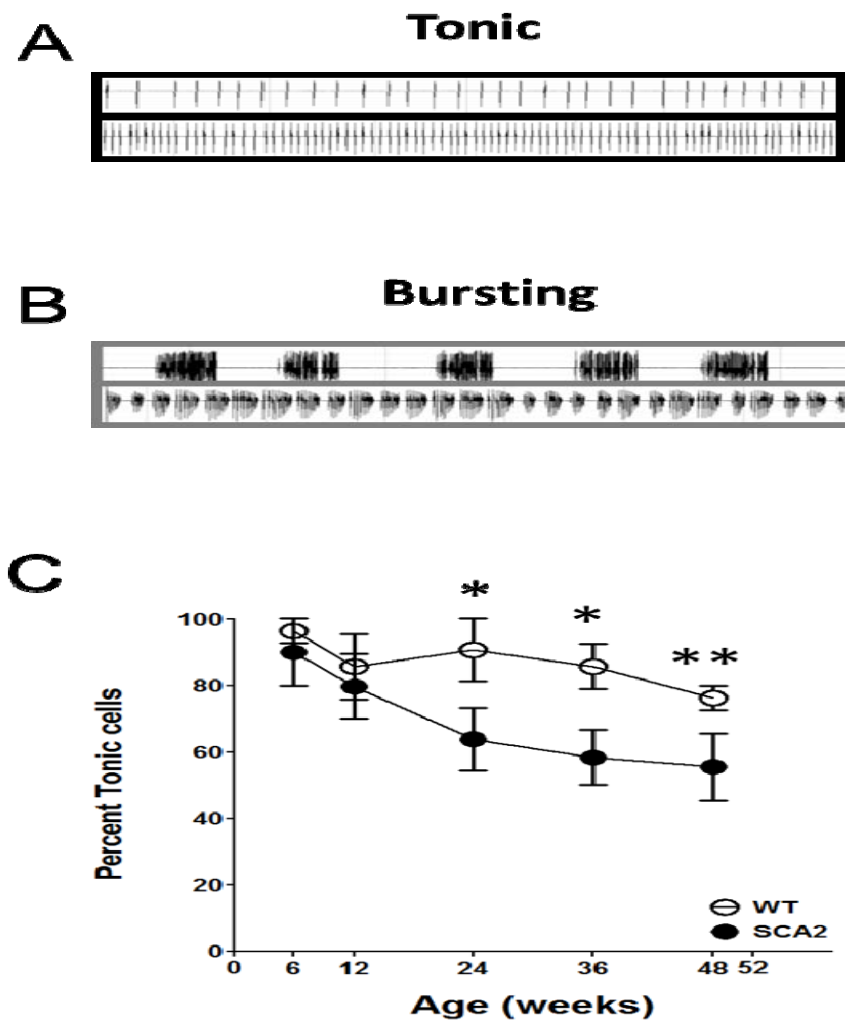 A
Tonic
B
Bursting
C
*
*
**
100
80
60
40
20
0
Percent Tonic cells
WT
SCA2
0 6 12 24 36 48 52
Age (weeks)